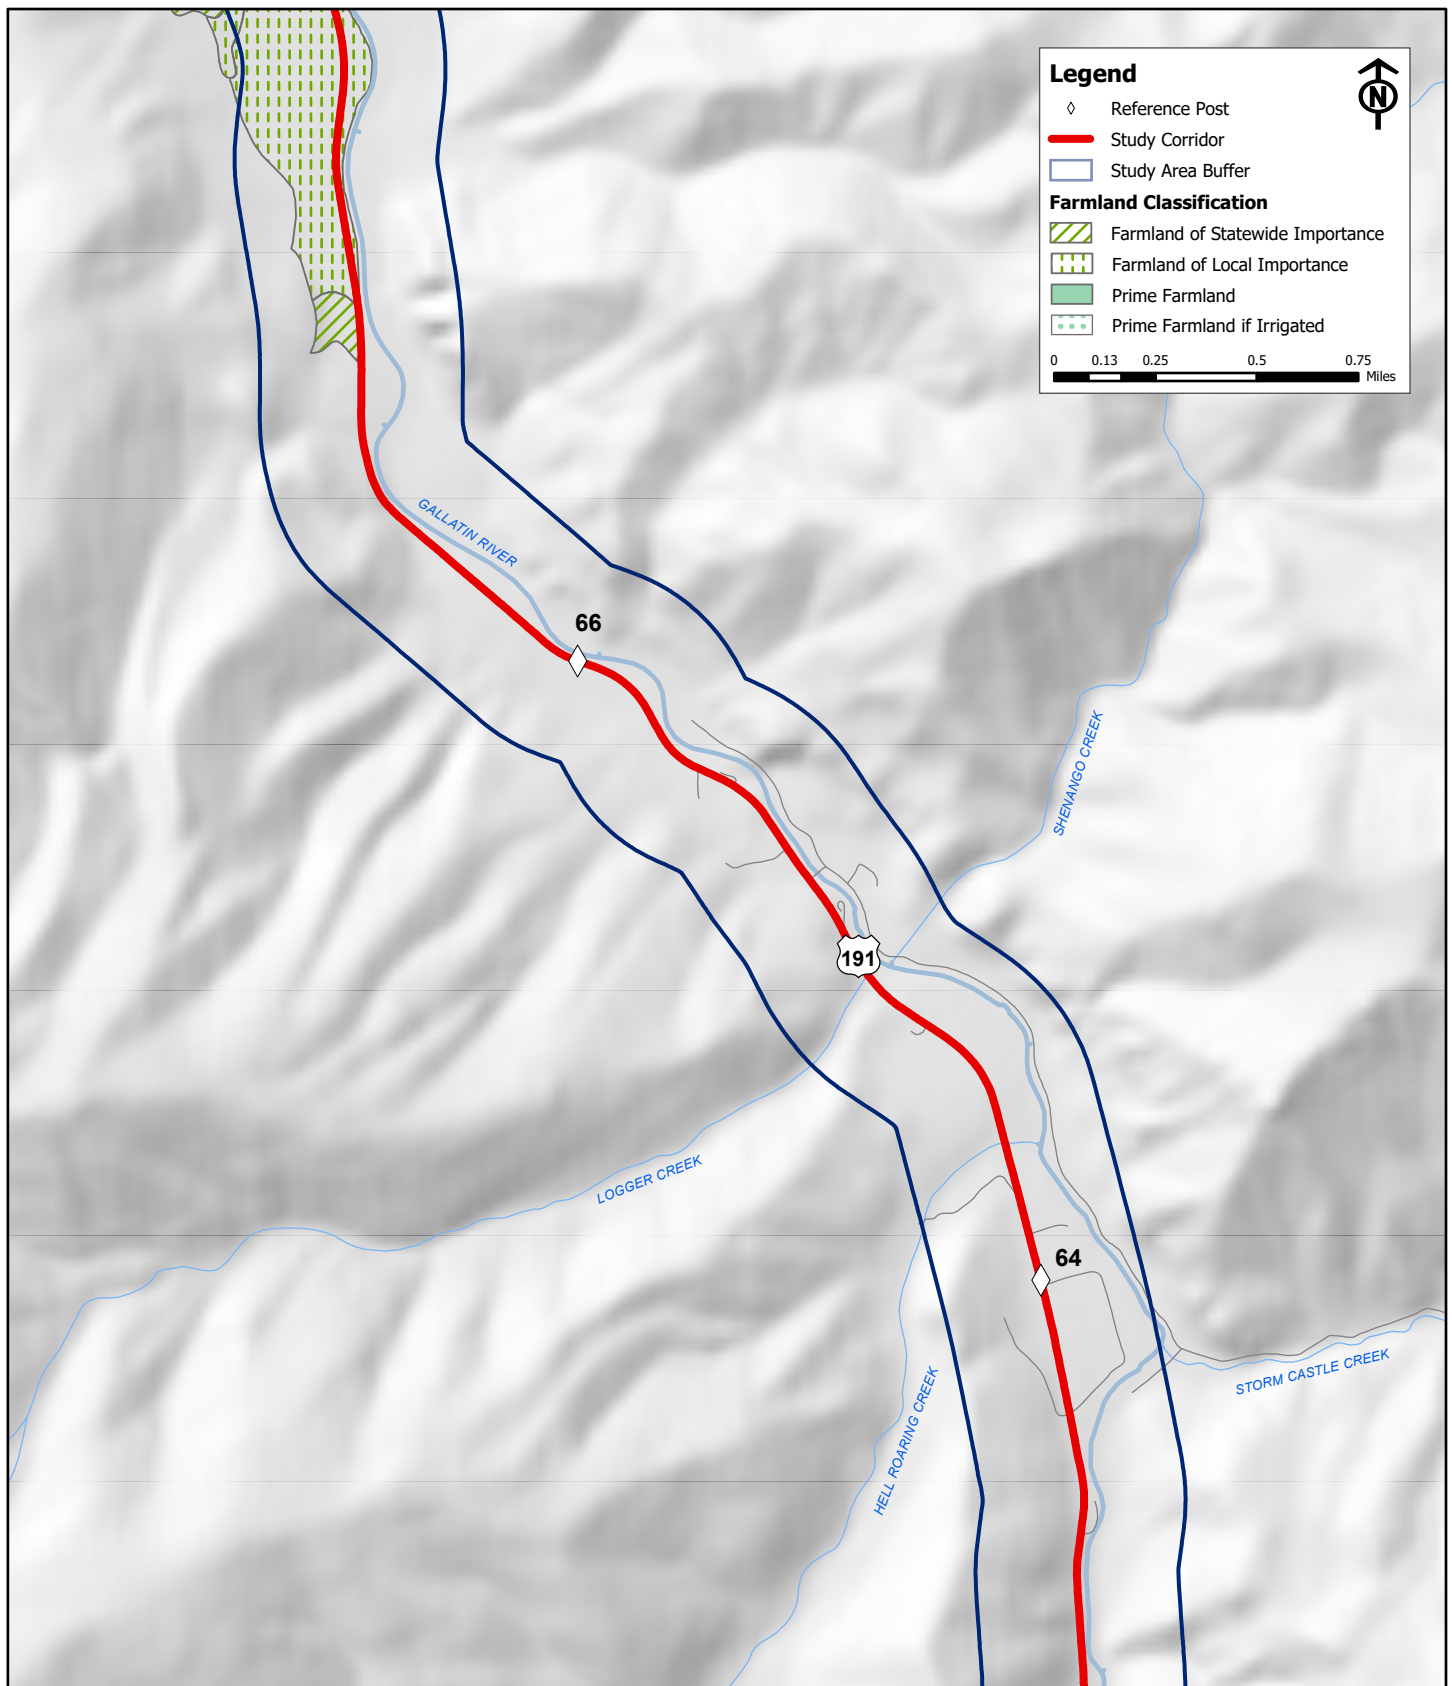 Legend
N
Reference Post
Study Corridor
Study Area Buffer
Farmland Classification
Farmland of Statewide Importance
Farmland of Local Importance
Prime Farmland
Prime Farmland if Irrigated
0 0.13 0.25 0.5 0.75
Miles
GALLATIN RIVER
66
SHENANGO CREEK
191
LOGGER CREEK
64
STORM CASTLE CREEK
HELL ROARING CREEK